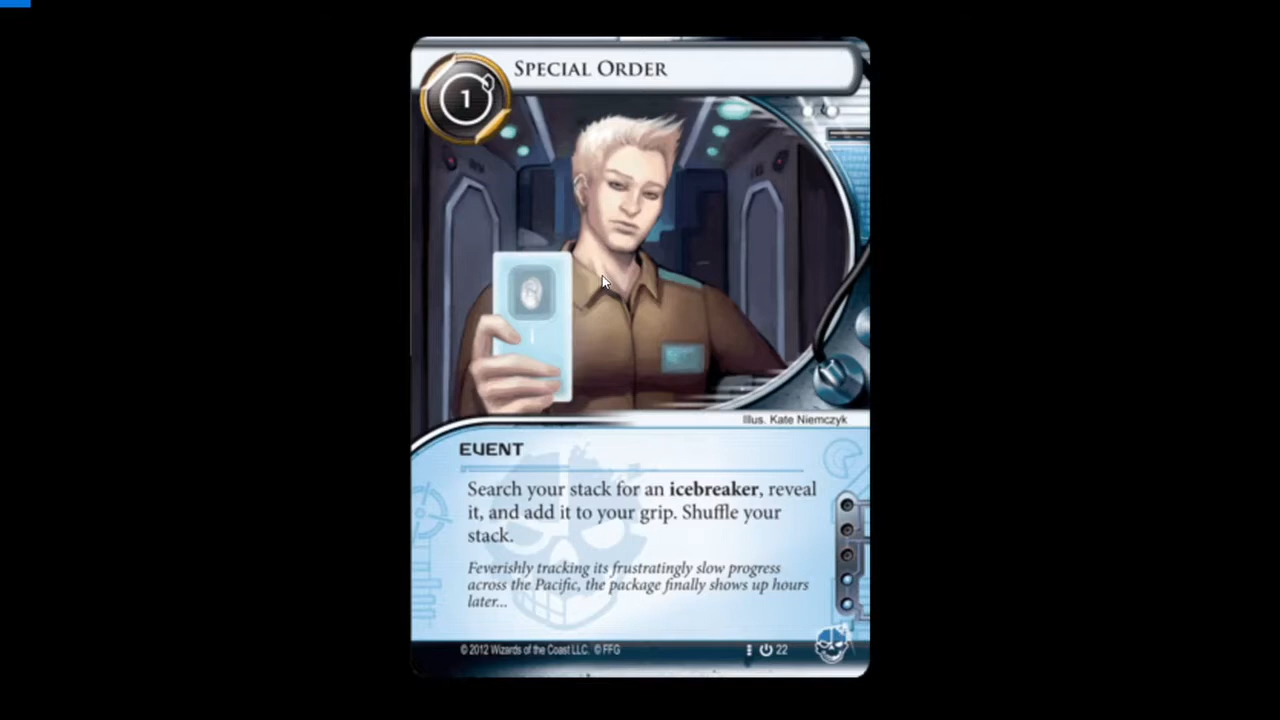 Special Order
1
Illus. Kate Niemczyk
EVENT
Search your stack for an icebreaker, reveal
it, and add it to your grip. Shuffle your
stack.
Feverishly tracking its frustratingly slow progress
across the Pacific, the package finally shows up hours
later...
© 2012 Wizards of the Coast LLC. © FFG
22